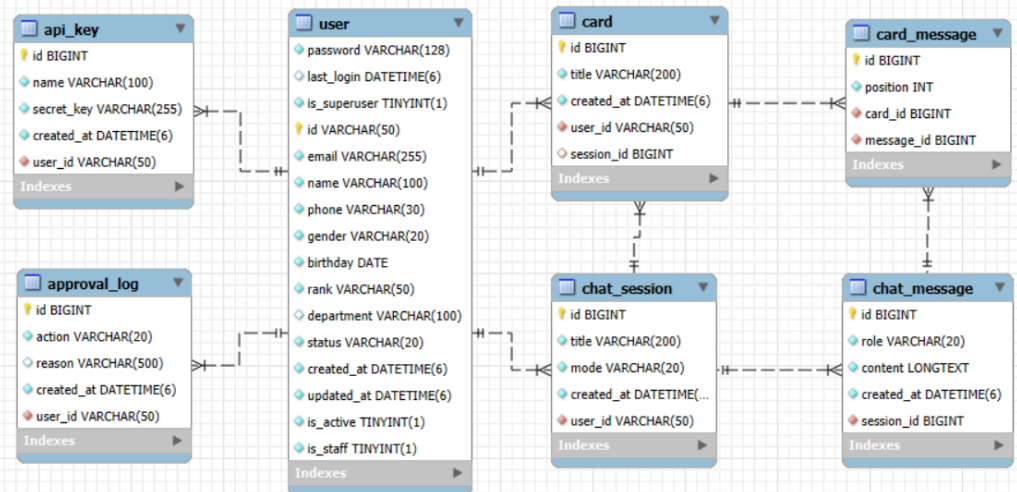 api_key
id BIGINT
name VARCHAR(100)
secret_key VARCHAR(255)
created_at DATETIME(6)
user_id VARCHAR(50)
Indexes
user
password VARCHAR(128)
last_login DATETIME(6)
is_superuser TINYINT(1)
id VARCHAR(50)
email VARCHAR(255)
name VARCHAR(100)
phone VARCHAR(30)
gender VARCHAR(20)
birthday DATE
rank VARCHAR(50)
department VARCHAR(100)
status VARCHAR(20)
created_at DATETIME(6)
updated_at DATETIME(6)
is_active TINYINT(1)
is_staff TINYINT(1)
Indexes
card
id BIGINT
title VARCHAR(200)
created_at DATETIME(6)
user_id VARCHAR(50)
session_id BIGINT
Indexes
card_message
id BIGINT
position INT
card_id BIGINT
message_id BIGINT
Indexes
approval_log
id BIGINT
action VARCHAR(20)
reason VARCHAR(500)
created_at DATETIME(6)
user_id VARCHAR(50)
Indexes
chat_session
id BIGINT
title VARCHAR(200)
mode VARCHAR(20)
created_at DATETIME(...
user_id VARCHAR(50)
Indexes
chat_message
id BIGINT
role VARCHAR(20)
content LONGTEXT
created_at DATETIME(6)
session_id BIGINT
Indexes